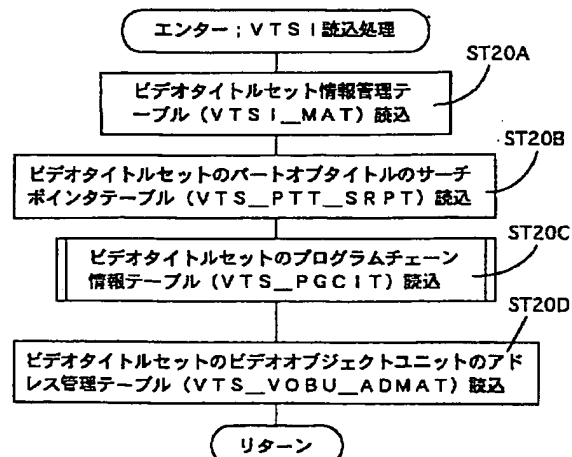 エンター；ＶＴＳＩ読込処理
ST20A
ビデオタイトルセット情報管理テ
ーブル（ＶＴＳＩ＿ＭＡＴ）読込
ST20B
ビデオタイトルセットのパートオブタイトルのサーチ
ポインタテーブル（ＶＴＳ＿ＰＴＴ＿ＳＲＰＴ）読込
ST20C
ビデオタイトルセットのプログラムチェーン
情報テーブル（ＶＴＳ＿ＰＧＣＩＴ）読込
ST20D
ビデオタイトルセットのビデオオブジェクトユニットのアド
レス管理テーブル（ＶＴＳ＿ＶＯＢＵ＿ＡＤＭＡＴ）読込
リターン